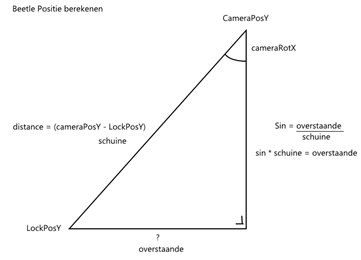 Beetle Positie berekenen
CameraPosY
cameraRotX
distance = (cameraPosY - LockPosY)
schuine
Sin = overstaande
schuine
sin * schuine = overstaande
LockPosY
?
overstaande